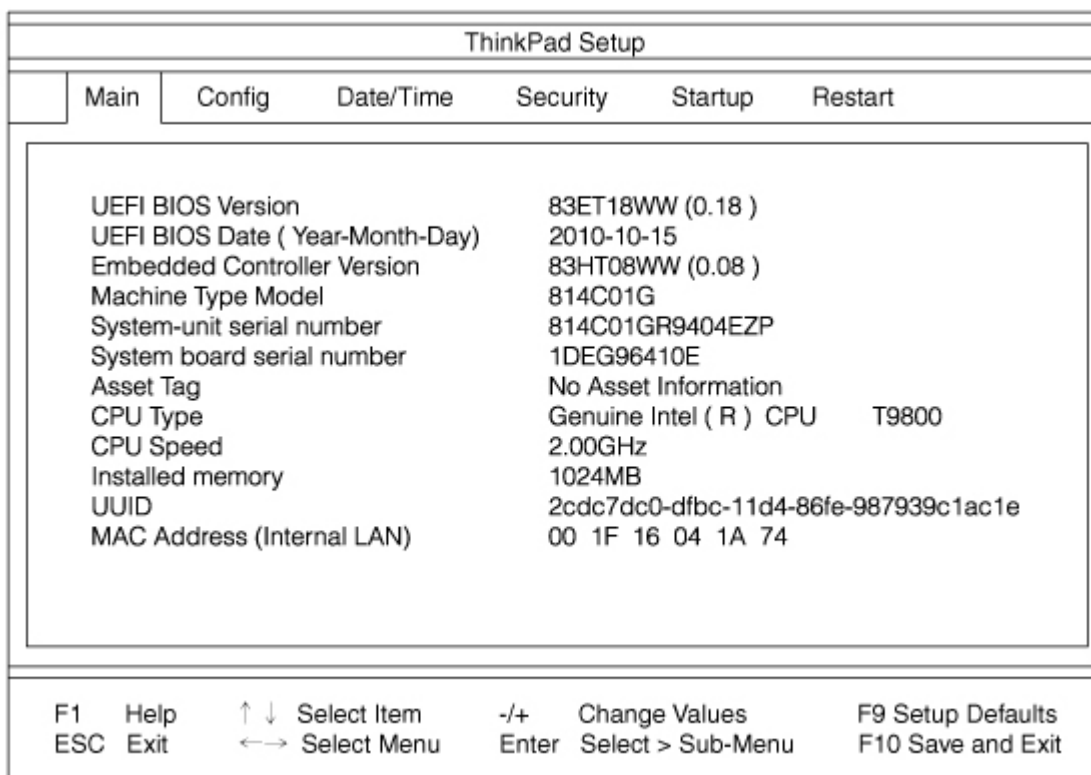 ThinkPad Setup
Main Config Date/Time Security Startup Restart
UEFI BIOS Version 83ET18WW (0.18 )
UEFI BIOS Date ( Year-Month-Day) 2010-10-15
Embedded Controller Version 83HT08WW (0.08 )
Machine Type Model 814C01G
System-unit serial number 814C01GR9404EZP
System board serial number 1DEG96410E
Asset Tag No Asset Information
CPU Type Genuine Intel ( R ) CPU T9800
CPU Speed 2.00GHz
Installed memory 1024MB
UUID 2cdc7dc0-dfbc-11d4-86fe-987939c1ac1e
MAC Address (Internal LAN) 00 1F 16 04 1A 74
F1 Help ↑ ↓ Select Item -/+ Change Values F9 Setup Defaults
ESC Exit ←→ Select Menu Enter Select > Sub-Menu F10 Save and Exit